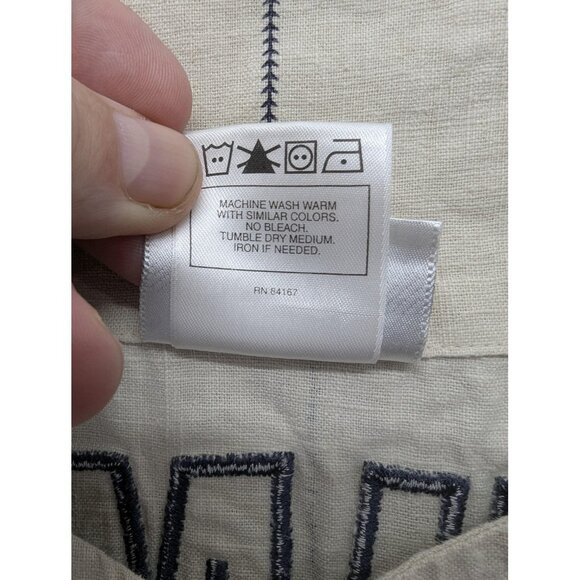 MACHINE WASH WARM
WITH SIMILAR COLORS.
NO BLEACH.
TUMBLE DRY MEDIUM.
IRON IF NEEDED.
RN 84167